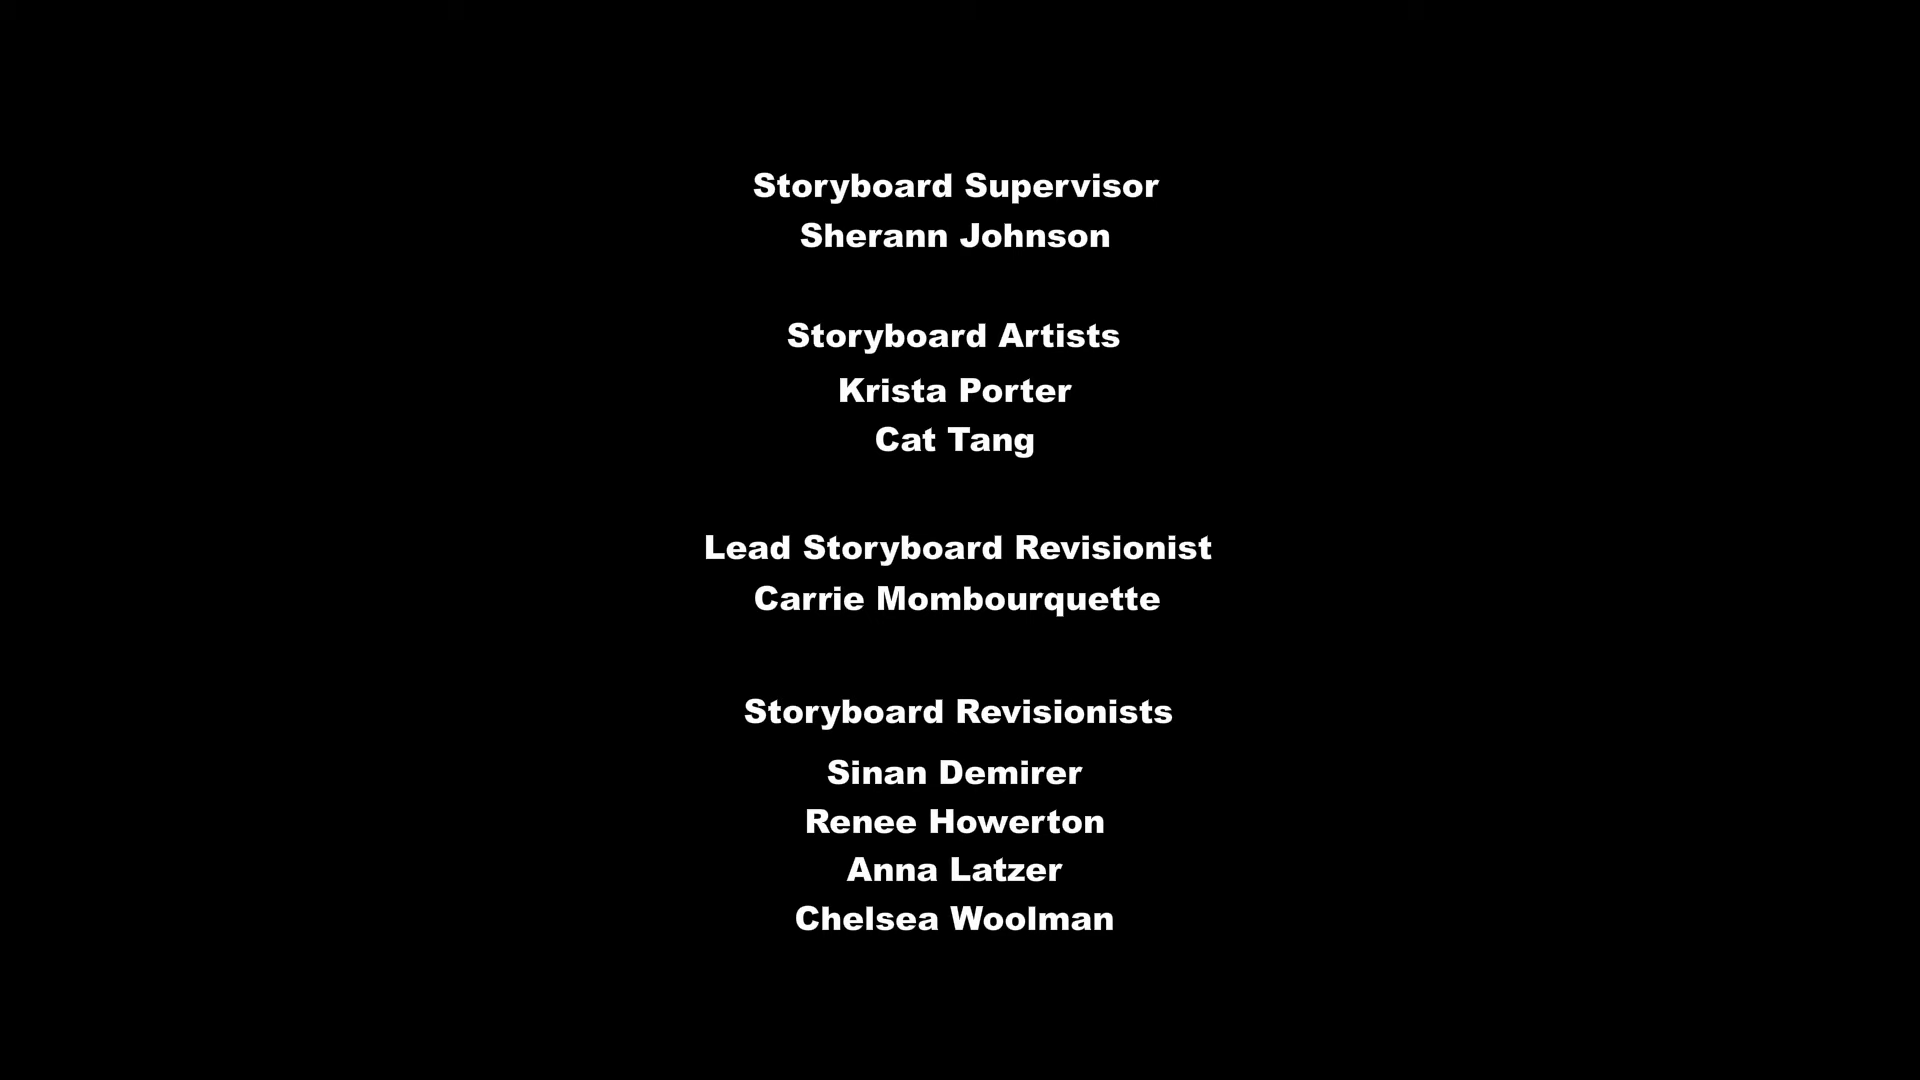 Storyboard Supervisor
Sherann Johnson
Storyboard Artists
Krista Porter
Cat Tang
Lead Storyboard Revisionist
Carrie Mombourquette
Storyboard Revisionists
Sinan Demirer
Renee Howerton
Anna Latzer
Chelsea Woolman